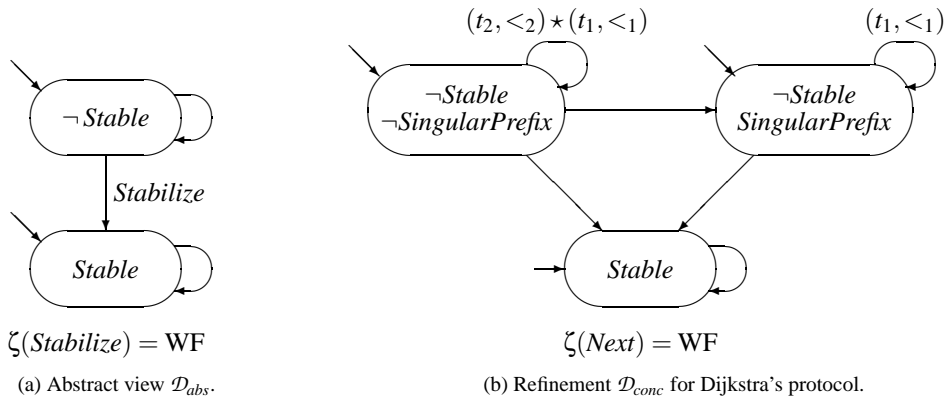 ¬ Stable
Stabilize
Stable
ζ(Stabilize) = WF
(a) Abstract view 𝒟abs.
(t₂, <₂) ⋆ (t₁, <₁)
(t₁, <₁)
¬Stable
¬SingularPrefix
¬Stable
SingularPrefix
Stable
ζ(Next) = WF
(b) Refinement 𝒟conc for Dijkstra's protocol.